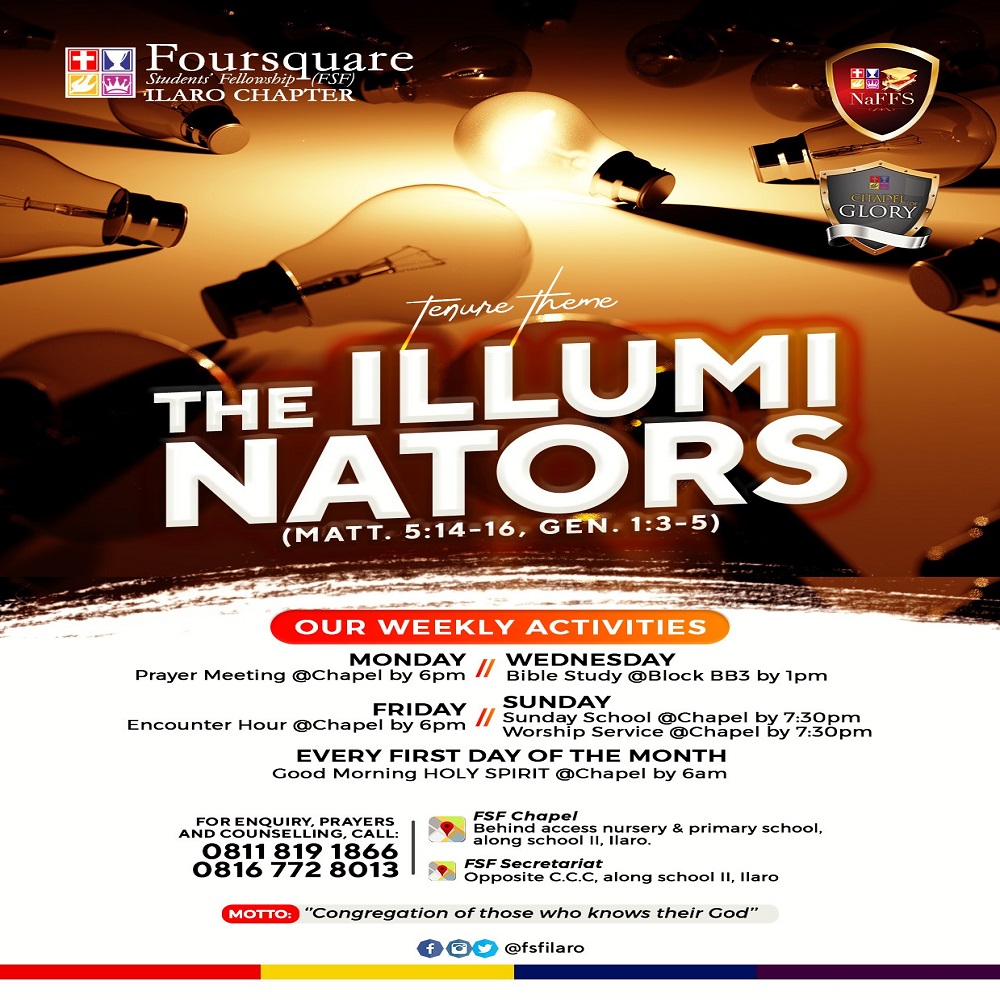 Foursquare
Students' Fellowship (FSF)
ILARO CHAPTER
NaFFS
CITADEL OF
GLORY
tenure theme
THE ILLUMI
NATORS
(MATT. 5:14-16, GEN. 1:3-5)
OUR WEEKLY ACTIVITIES
MONDAY
Prayer Meeting @Chapel by 6pm
//
WEDNESDAY
Bible Study @Block BB3 by 1pm
FRIDAY
Encounter Hour @Chapel by 6pm
//
SUNDAY
Sunday School @Chapel by 7:30pm
Worship Service @Chapel by 7:30pm
EVERY FIRST DAY OF THE MONTH
Good Morning HOLY SPIRIT @Chapel by 6am
FOR ENQUIRY, PRAYERS
AND COUNSELLING, CALL:
0811 819 1866
0816 772 8013
FSF Chapel
Behind access nursery & primary school,
along school II, Ilaro.
FSF Secretariat
Opposite C.C.C, along school II, Ilaro
MOTTO: "Congregation of those who knows their God"
@fsfilaro